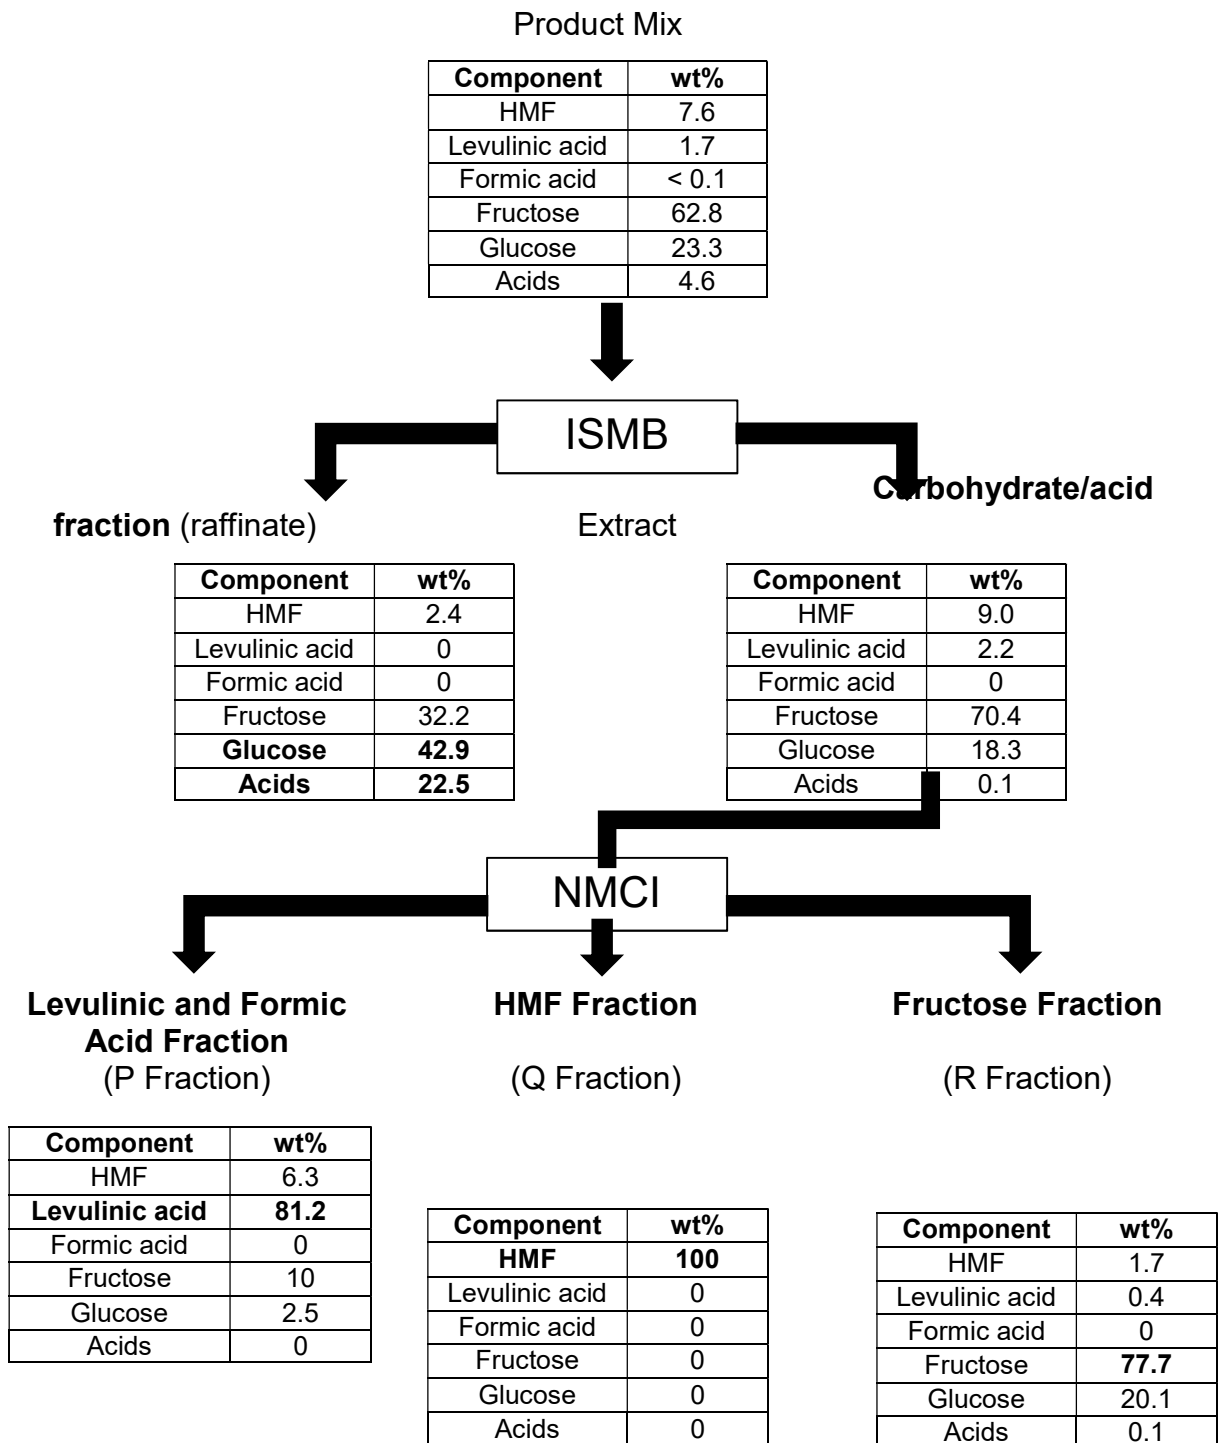 Product Mix
Component wt%
HMF 7.6
Levulinic acid 1.7
Formic acid < 0.1
Fructose 62.8
Glucose 23.3
Acids 4.6
ISMB
Carbohydrate/acid
fraction (raffinate) Extract
Component wt%
HMF 2.4
Levulinic acid 0
Formic acid 0
Fructose 32.2
Glucose 42.9
Acids 22.5
Component wt%
HMF 9.0
Levulinic acid 2.2
Formic acid 0
Fructose 70.4
Glucose 18.3
Acids 0.1
NMCI
Levulinic and Formic
Acid Fraction
(P Fraction)
HMF Fraction
(Q Fraction)
Fructose Fraction
(R Fraction)
Component wt%
HMF 6.3
Levulinic acid 81.2
Formic acid 0
Fructose 10
Glucose 2.5
Acids 0
Component wt%
HMF 100
Levulinic acid 0
Formic acid 0
Fructose 0
Glucose 0
Acids 0
Component wt%
HMF 1.7
Levulinic acid 0.4
Formic acid 0
Fructose 77.7
Glucose 20.1
Acids 0.1